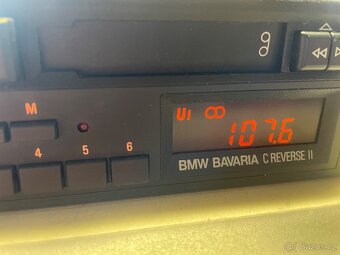 M
U1 107.6
4 5 6
BMW BAVARIA C REVERSE II